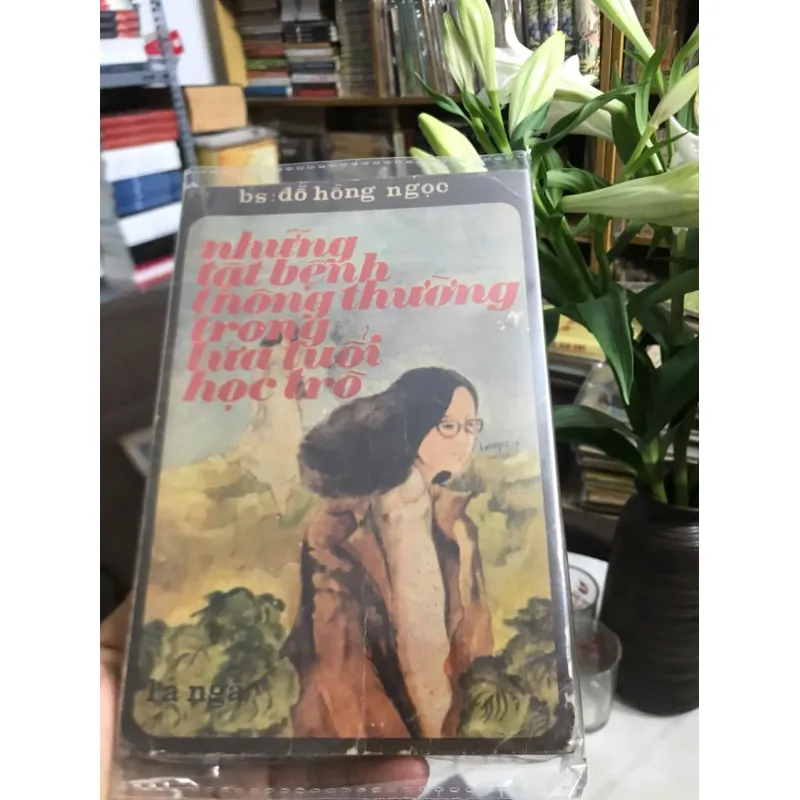 bs: đỗ hồng ngọc
những
tật bệnh
thông thường
trong
lứa tuổi
học trò
lá ngà